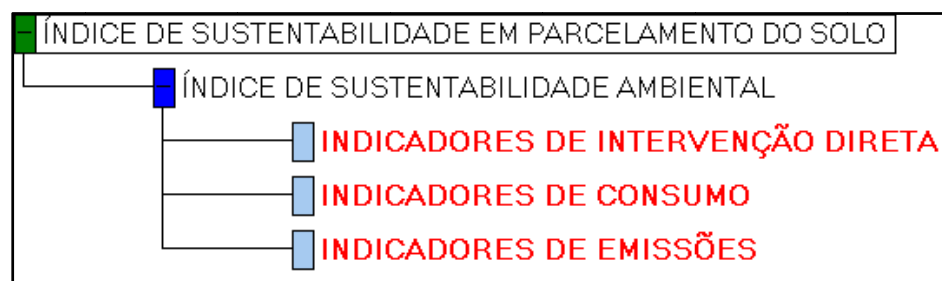 ÍNDICE DE SUSTENTABILIDADE EM PARCELAMENTO DO SOLO
ÍNDICE DE SUSTENTABILIDADE AMBIENTAL
INDICADORES DE INTERVENÇÃO DIRETA
INDICADORES DE CONSUMO
INDICADORES DE EMISSÕES